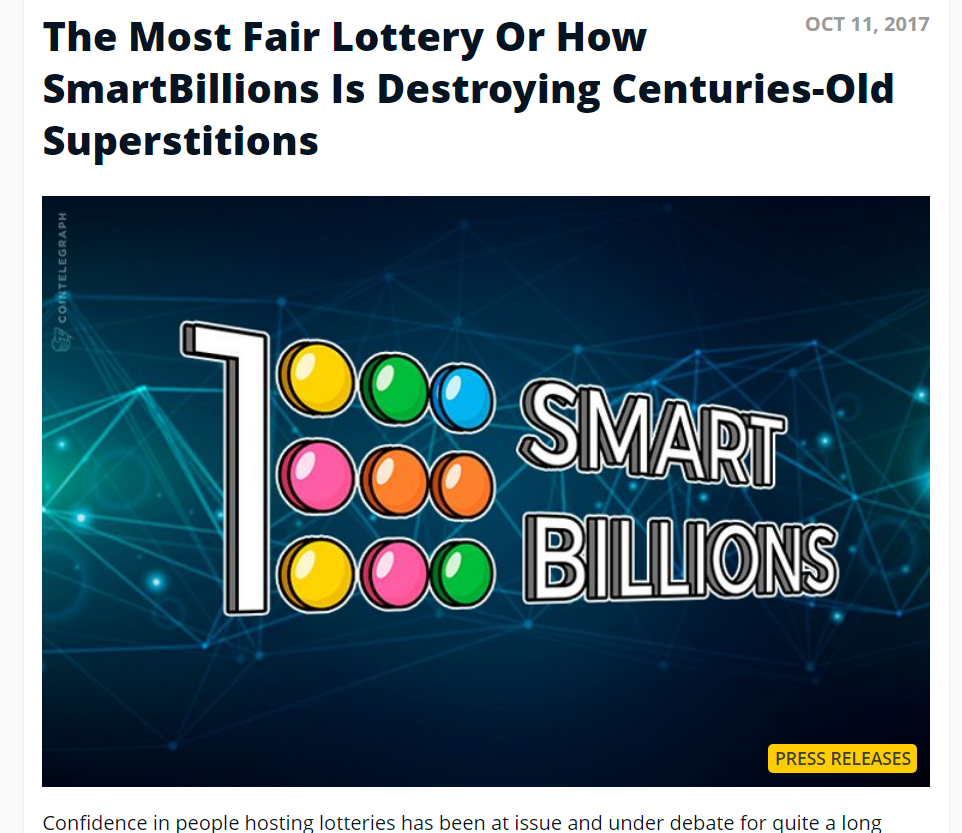 The Most Fair Lottery Or How
SmartBillions Is Destroying Centuries-Old
Superstitions
OCT 11, 2017
COINTELEGRAPH
1
SMART
BILLIONS
PRESS RELEASES
Confidence in people hosting lotteries has been at issue and under debate for quite a long